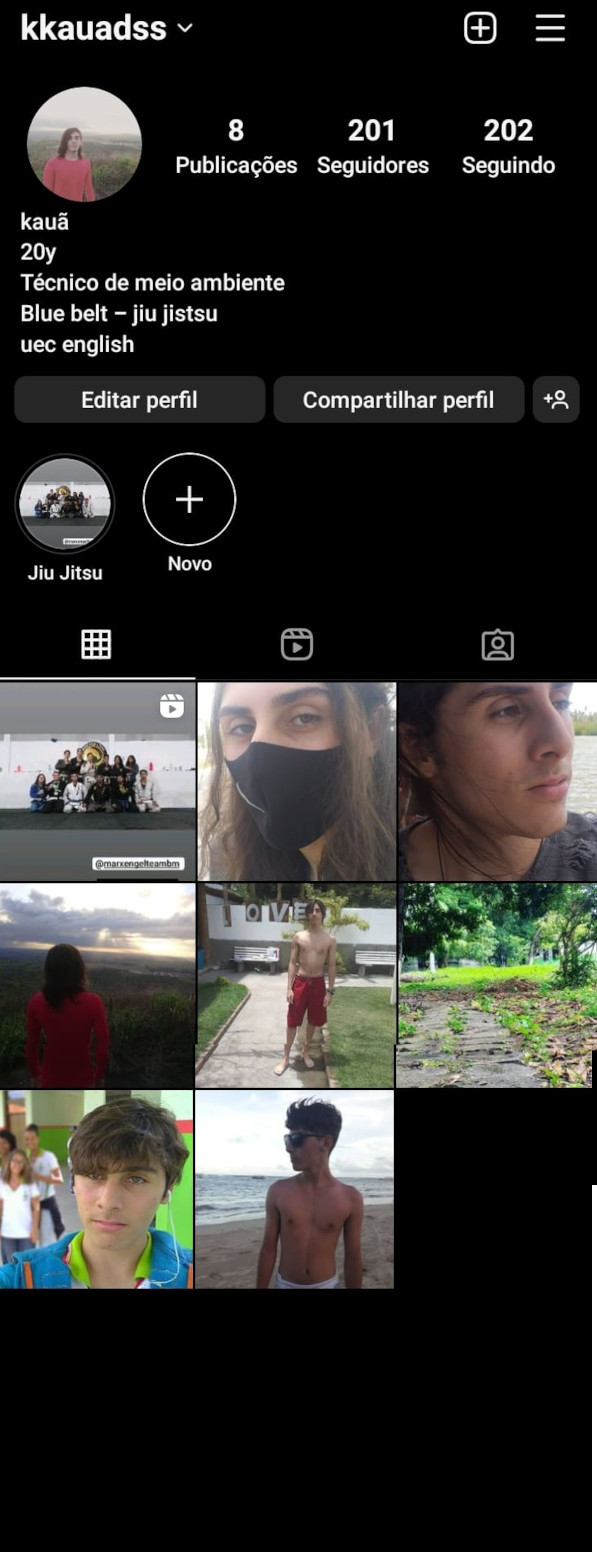 kkauadss
8 201 202
Publicações Seguidores Seguindo
kauã
20y
Técnico de meio ambiente
Blue belt – jiu jistsu
uec english
Editar perfil Compartilhar perfil
Jiu Jitsu Novo
@marxengelteambm
OVE